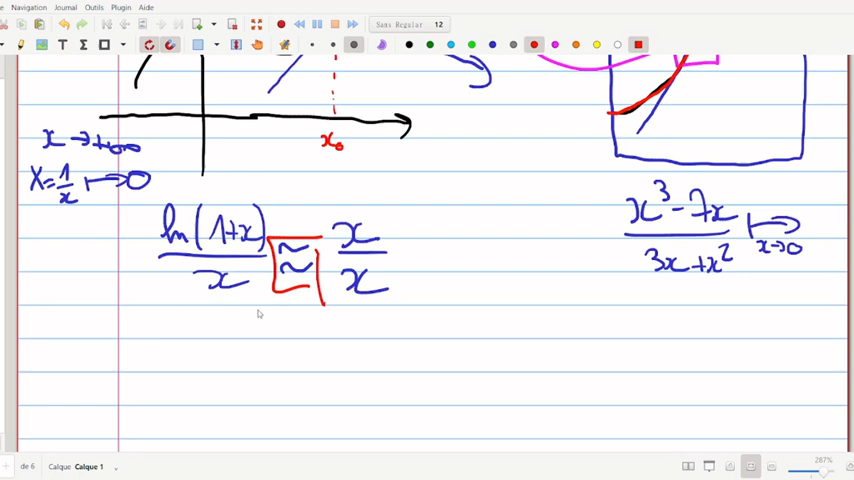 Navigation Journal Outils Plugin Aide
Sans Regular 12
T Σ
x₀
x → +∞
X = 1/x ↦ 0
ln(1+x)/x ≈ x/x
(x³ - 7x)/(3x + x²) ↦ x→0
de 6 Calque Calque 1
287%